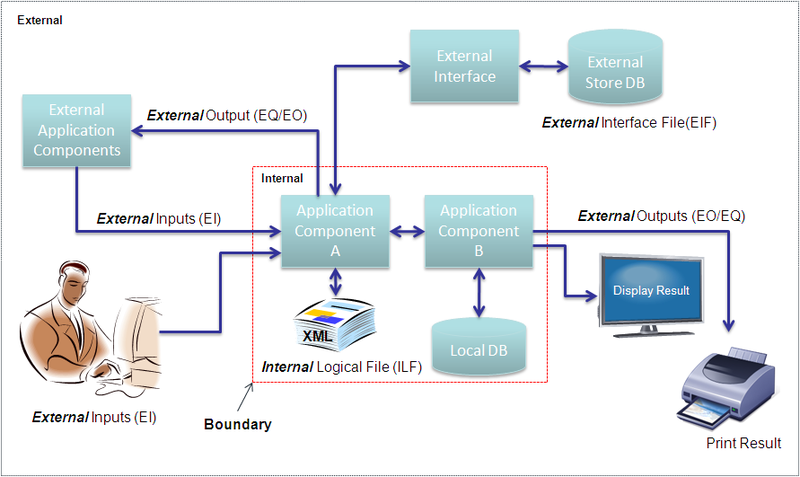 External
External
Interface
External
Store DB
External Interface File(EIF)
External
Application
Components
External Output (EQ/EO)
Internal
External Inputs (EI)
Application
Component
A
Application
Component
B
External Outputs (EO/EQ)
Display Result
XML
Internal Logical File (ILF)
Local DB
External Inputs (EI)
Boundary
Print Result